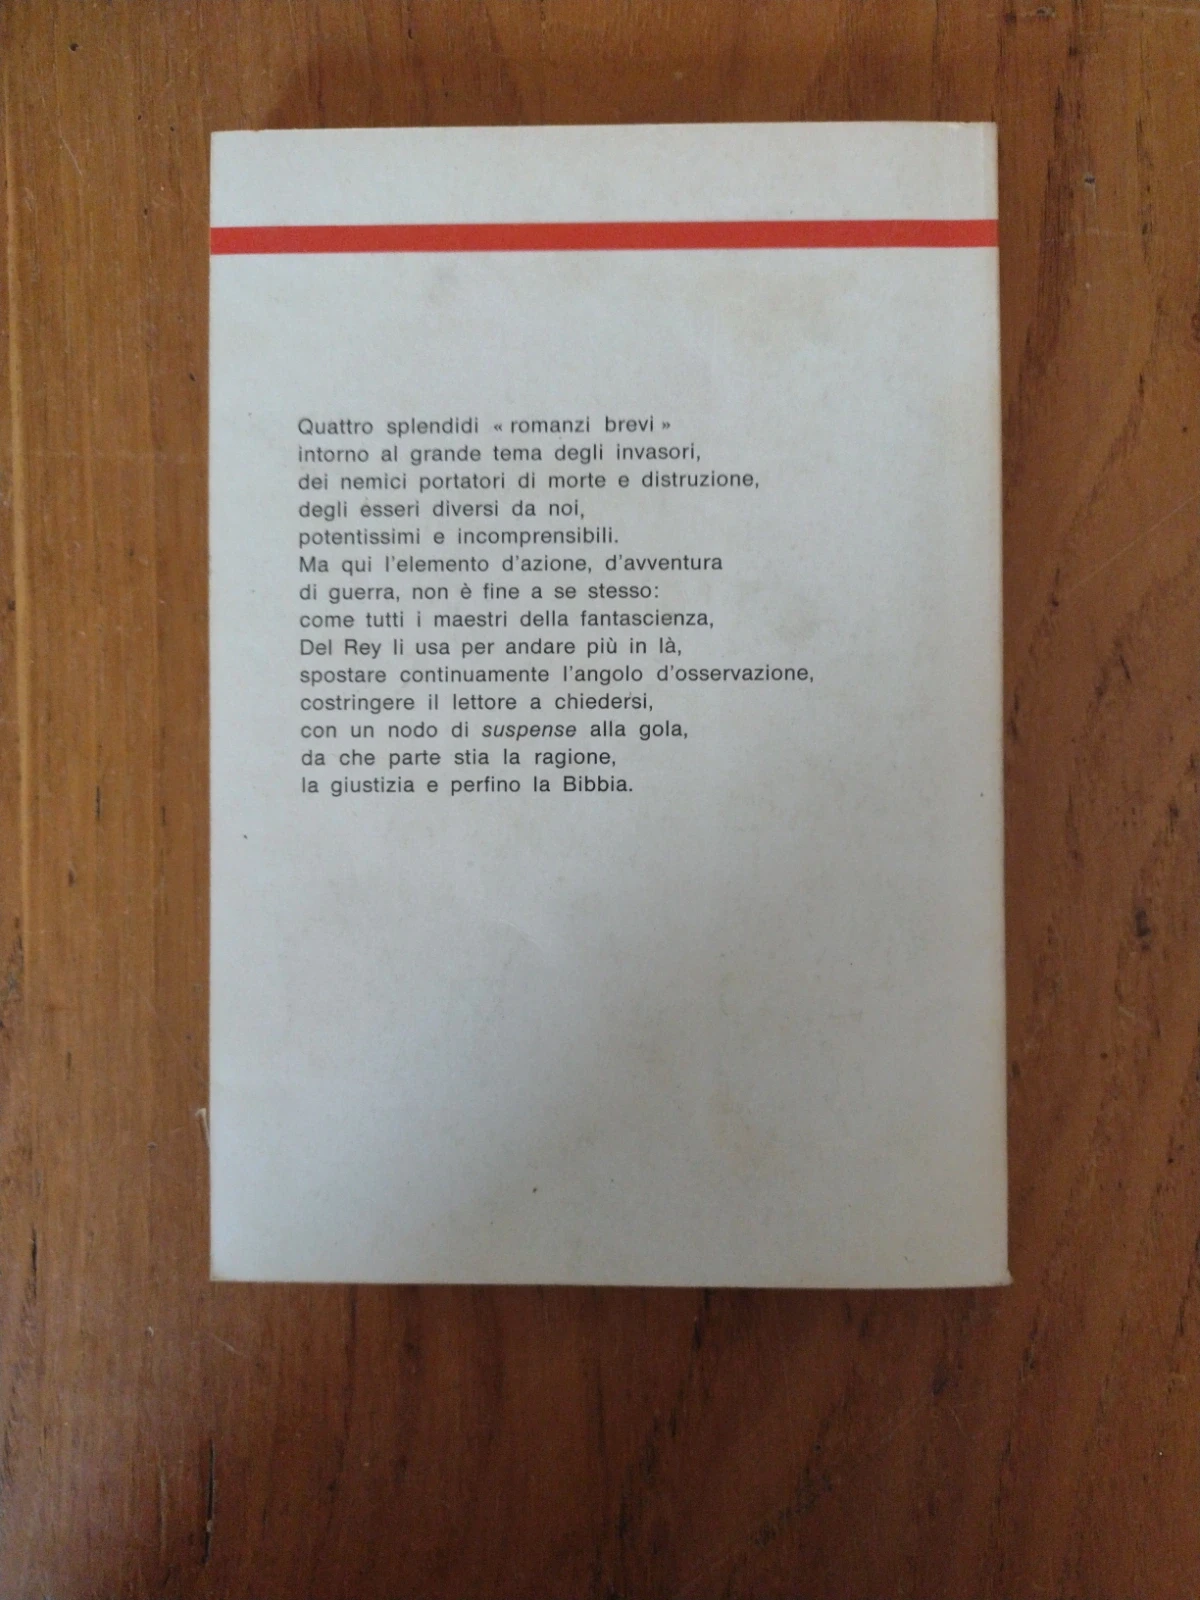 Quattro splendidi « romanzi brevi »
intorno al grande tema degli invasori,
dei nemici portatori di morte e distruzione,
degli esseri diversi da noi,
potentissimi e incomprensibili.
Ma qui l'elemento d'azione, d'avventura
di guerra, non è fine a se stesso:
come tutti i maestri della fantascienza,
Del Rey li usa per andare più in là,
spostare continuamente l'angolo d'osservazione,
costringere il lettore a chiedersi,
con un nodo di suspense alla gola,
da che parte stia la ragione,
la giustizia e perfino la Bibbia.